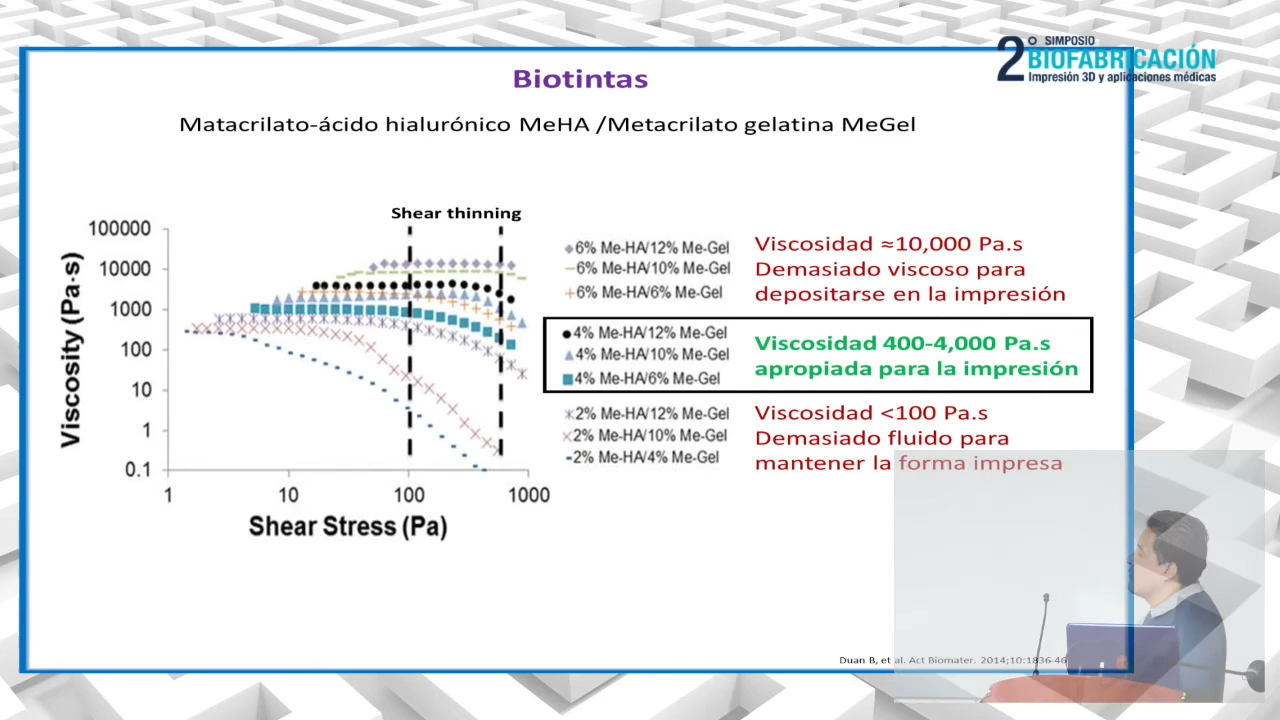 2º SIMPOSIO
BIOFABRICACIÓN
Impresión 3D y aplicaciones médicas
Biotintas
Matacrilato-ácido hialurónico MeHA /Metacrilato gelatina MeGel
Shear thinning
Viscosity (Pa·s)
100000
10000
1000
100
10
1
0.1
1
10
100
1000
Shear Stress (Pa)
6% Me-HA/12% Me-Gel
6% Me-HA/10% Me-Gel
6% Me-HA/6% Me-Gel
4% Me-HA/12% Me-Gel
4% Me-HA/10% Me-Gel
4% Me-HA/6% Me-Gel
2% Me-HA/12% Me-Gel
2% Me-HA/10% Me-Gel
2% Me-HA/4% Me-Gel
Viscosidad ≈10,000 Pa.s
Demasiado viscoso para
depositarse en la impresión
Viscosidad 400-4,000 Pa.s
apropiada para la impresión
Viscosidad <100 Pa.s
Demasiado fluido para
mantener la forma impresa
Duan B, et al. Act Biomater. 2014;10:1836-46